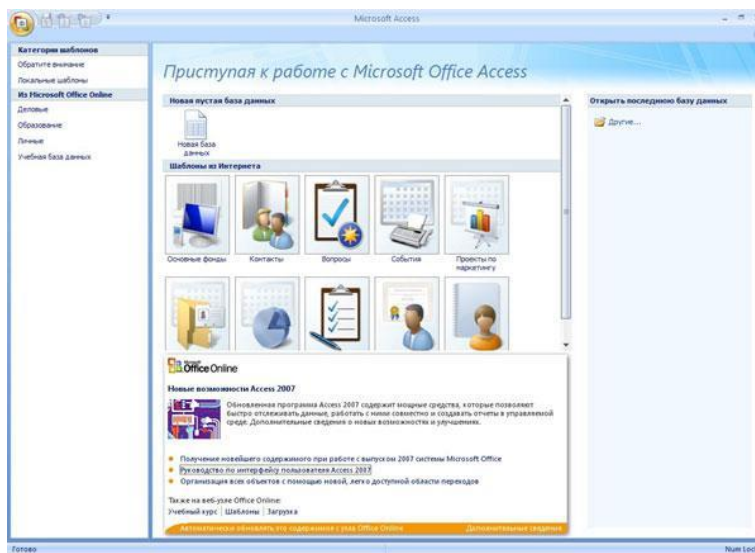 Microsoft Access
Категории шаблонов
Обратите внимание
Локальные шаблоны
Из Microsoft Office Online
Деловые
Образование
Личные
Учебная база данных
Приступая к работе с Microsoft Office Access
Новая пустая база данных
Новая база
данных
Шаблоны из Интернета
Основные фонды
Контакты
Вопросы
События
Проекты по
маркетингу
Открыть последнюю базу данных
Другие...
Microsoft
Office Online
Новые возможности Access 2007
Обновленная программа Access 2007 содержит мощные средства, которые позволяют
быстро отслеживать данные, работать с ними совместно и создавать отчеты в управляемой
среде. Дополнительные сведения о новых возможностях и улучшениях.
Получение новейшего содержимого при работе с выпуском 2007 системы Microsoft Office
Руководство по интерфейсу пользователя Access 2007
Организация всех объектов с помощью новой, легко доступной области переходов
Также на веб-узле Office Online:
Учебный курс | Шаблоны | Загрузка
Автоматически обновлять это содержимое с узла Office Online
Дополнительные сведения
Готово
Num Lock